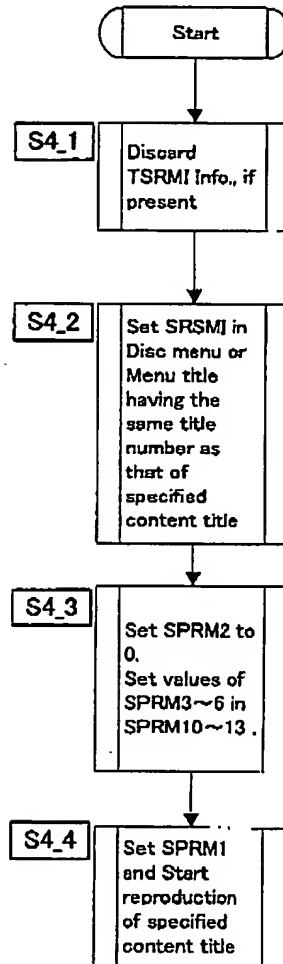 Start
S4_1
Discard
TSRMI Info., if
present
S4_2
Set SRSMI in
Disc menu or
Menu title
having the
same title
number as
that of
specified
content title
S4_3
Set SPRM2 to
0.
Set values of
SPRM3～6 in
SPRM10～13 .
S4_4
Set SPRM1
and Start
reproduction
of specified
content title